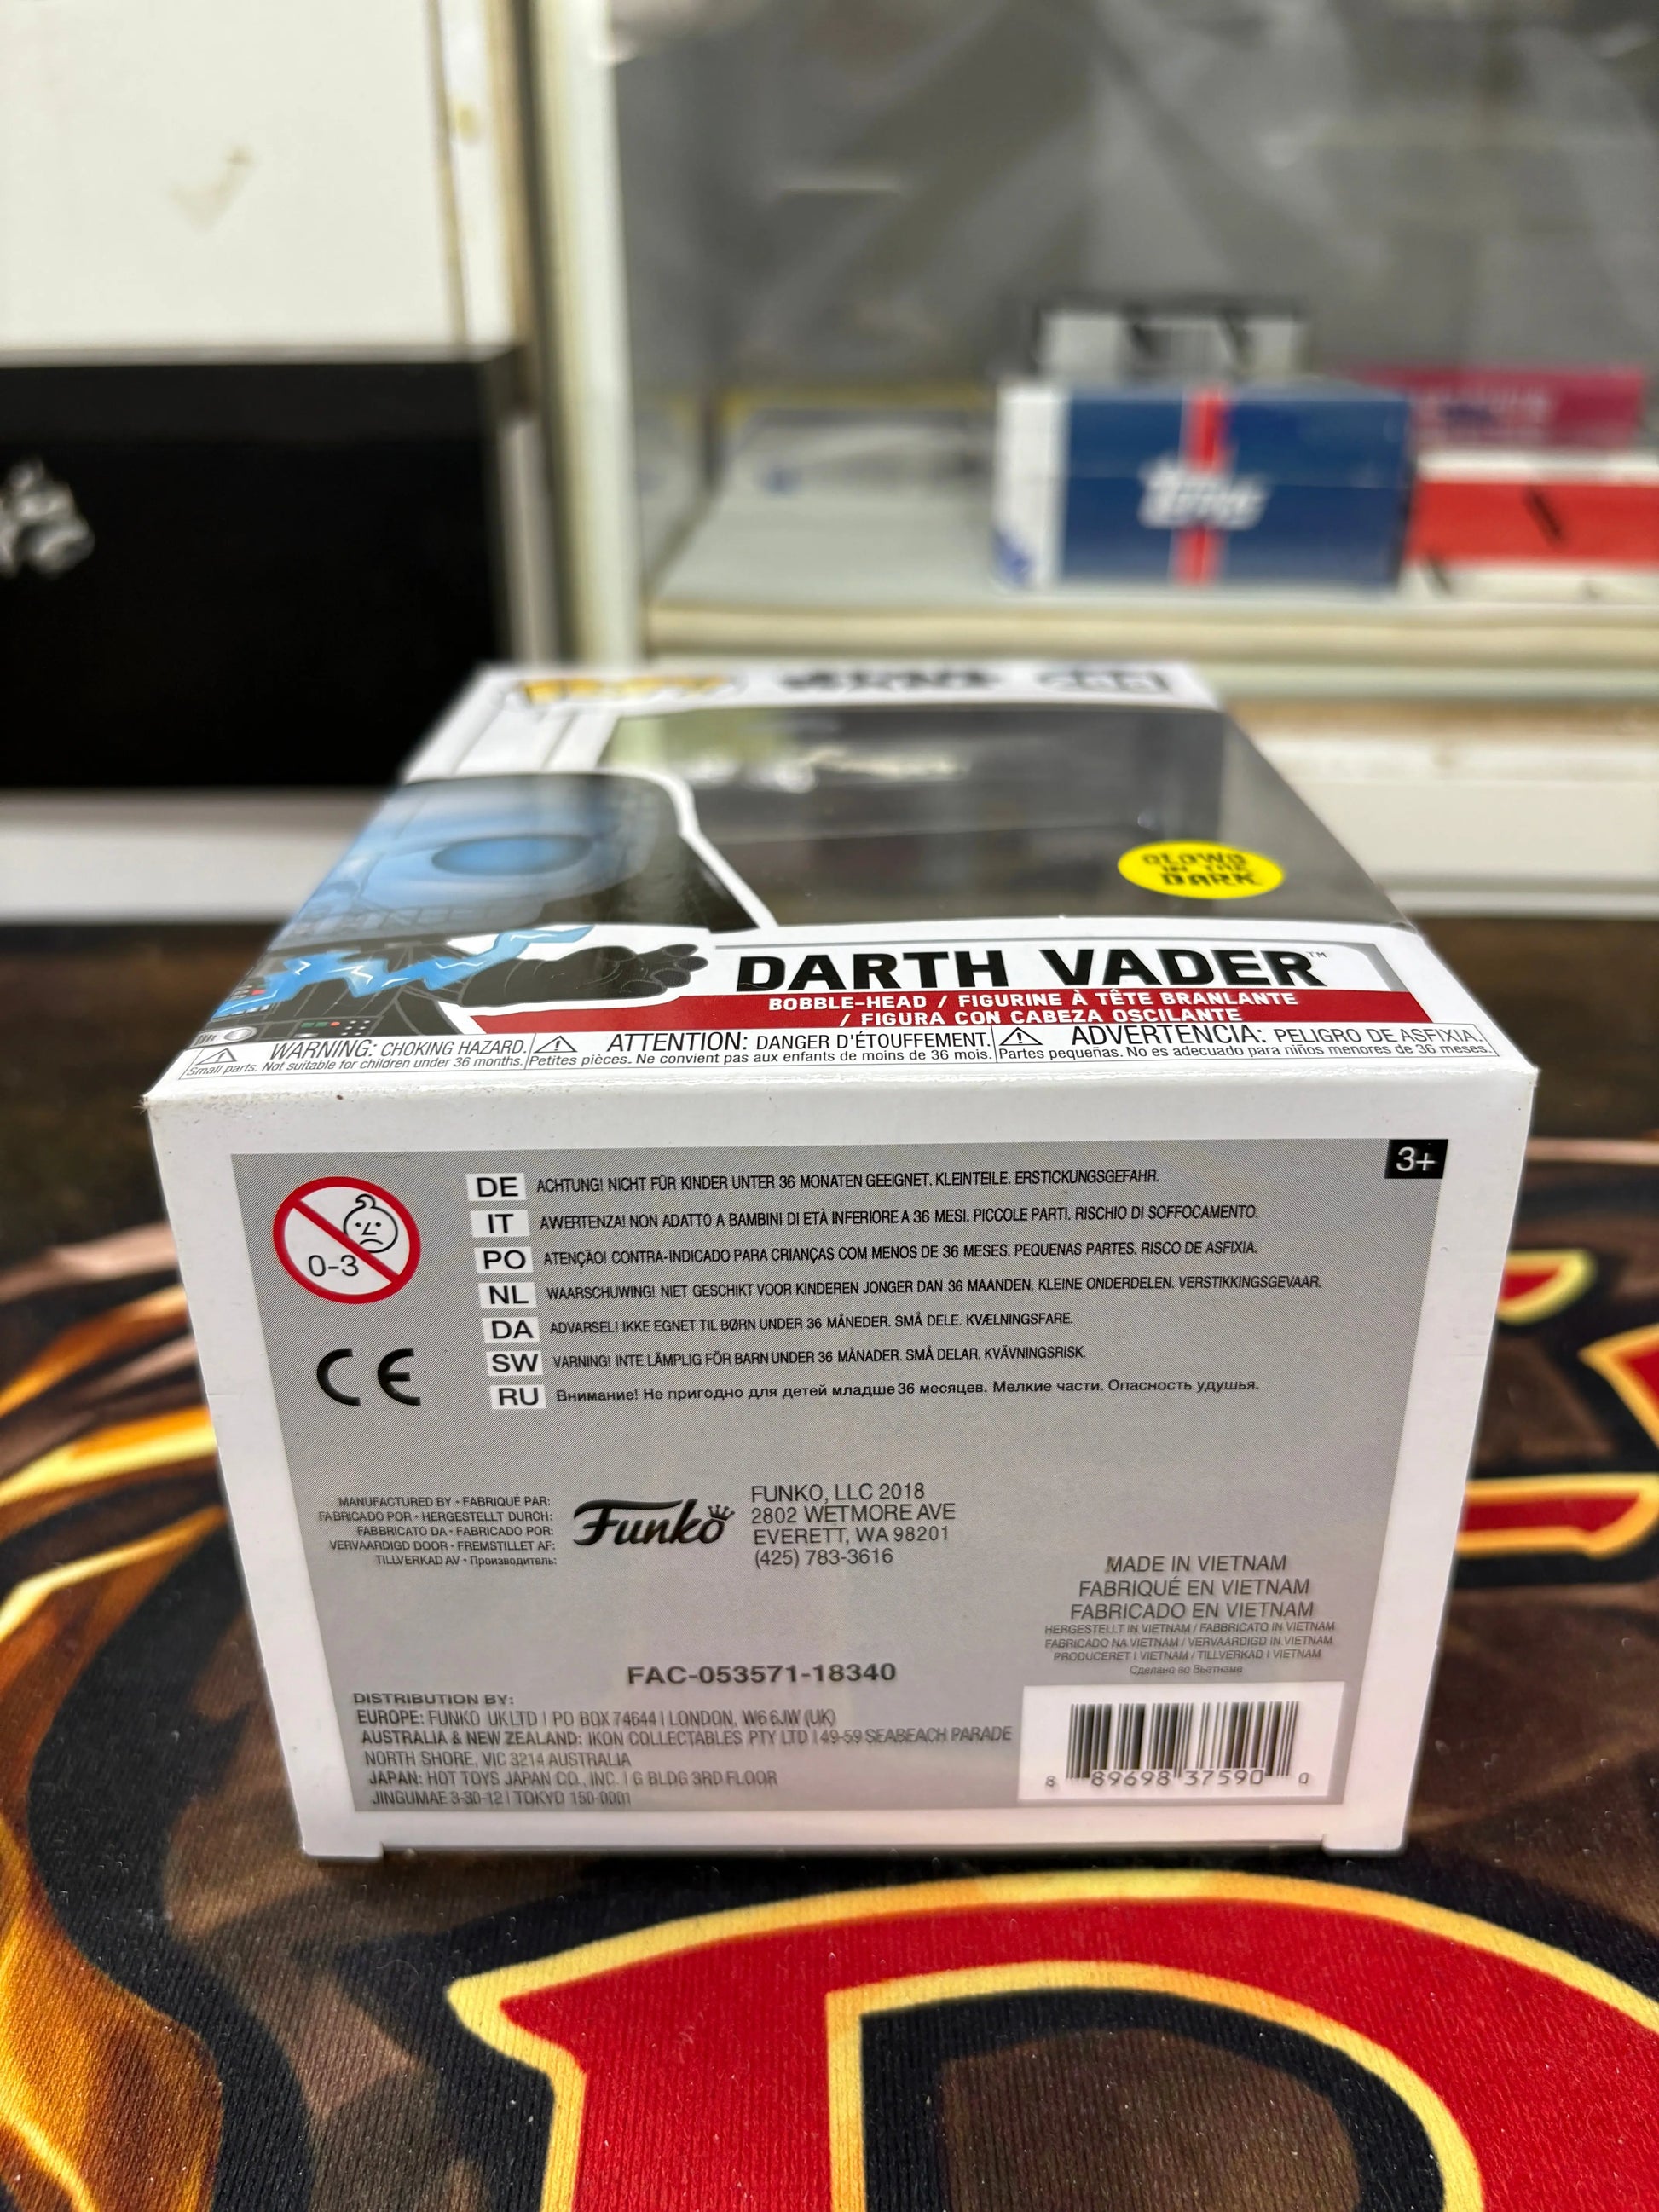 Topps
GLOWS
IN THE
DARK
DARTH VADER™
BOBBLE-HEAD / FIGURINE À TÊTE BRANLANTE
/ FIGURA CON CABEZA OSCILANTE
WARNING: CHOKING HAZARD.
Small parts. Not suitable for children under 36 months.
ATTENTION: DANGER D'ÉTOUFFEMENT.
Petites pièces. Ne convient pas aux enfants de moins de 36 mois.
ADVERTENCIA: PELIGRO DE ASFIXIA.
Partes pequeñas. No es adecuado para niños menores de 36 meses.
3+
0-3
DE ACHTUNG! NICHT FÜR KINDER UNTER 36 MONATEN GEEIGNET. KLEINTEILE. ERSTICKUNGSGEFAHR.
IT AVVERTENZA! NON ADATTO A BAMBINI DI ETÀ INFERIORE A 36 MESI. PICCOLE PARTI. RISCHIO DI SOFFOCAMENTO.
PO ATENÇÃO! CONTRA-INDICADO PARA CRIANÇAS COM MENOS DE 36 MESES. PEQUENAS PARTES. RISCO DE ASFIXIA.
NL WAARSCHUWING! NIET GESCHIKT VOOR KINDEREN JONGER DAN 36 MAANDEN. KLEINE ONDERDELEN. VERSTIKKINGSGEVAAR.
DA ADVARSEL! IKKE EGNET TIL BØRN UNDER 36 MÅNEDER. SMÅ DELE. KVÆLNINGSFARE.
SW VARNING! INTE LÄMPLIG FÖR BARN UNDER 36 MÅNADER. SMÅ DELAR. KVÄVNINGSRISK.
RU Внимание! Не пригодно для детей младше 36 месяцев. Мелкие части. Опасность удушья.
CE
MANUFACTURED BY - FABRIQUÉ PAR:
FABRICADO POR - HERGESTELLT DURCH:
FABBRICATO DA - FABRICADO POR:
VERVAARDIGD DOOR - FREMSTILLET AF:
TILLVERKAD AV - Производитель:
Funko
FUNKO, LLC 2018
2802 WETMORE AVE
EVERETT, WA 98201
(425) 783-3616
MADE IN VIETNAM
FABRIQUÉ EN VIETNAM
FABRICADO EN VIETNAM
HERGESTELLT IN VIETNAM / FABBRICATO IN VIETNAM
FABRICADO NA VIETNAM / VERVAARDIGD IN VIETNAM
PRODUCERET I VIETNAM / TILLVERKAD I VIETNAM
Сделано во Вьетнаме
FAC-053571-18340
DISTRIBUTION BY:
EUROPE: FUNKO UK LTD | PO BOX 74644 | LONDON, W6 6JW (UK)
AUSTRALIA & NEW ZEALAND: IKON COLLECTABLES PTY LTD | 49-59 SEABEACH PARADE
NORTH SHORE, VIC 3214 AUSTRALIA
JAPAN: HOT TOYS JAPAN CO., INC. | G BLDG 3RD FLOOR
JINGUMAE 3-30-12 | TOKYO 150-0001
8 89698 37590 0